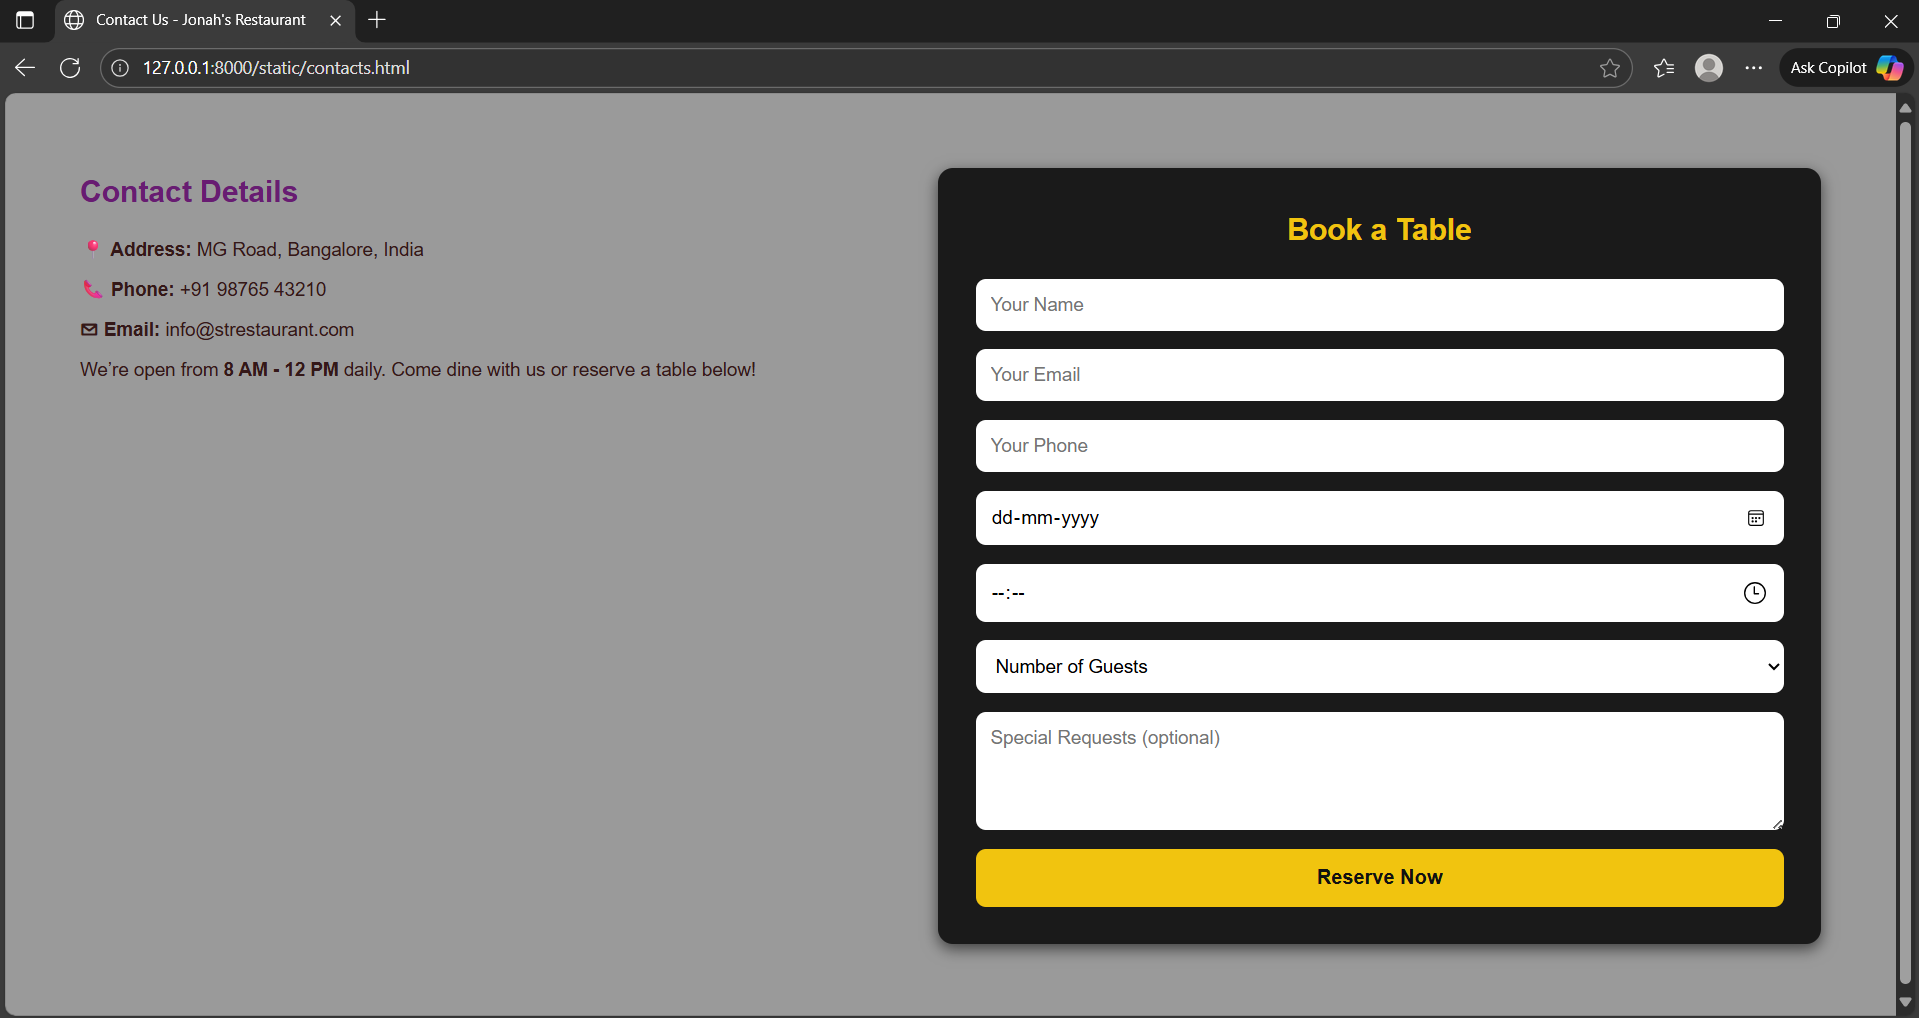 Contact Us - Jonah's Restaurant
127.0.0.1:8000/static/contacts.html
Ask Copilot
Contact Details
Address: MG Road, Bangalore, India
Phone: +91 98765 43210
Email: info@strestaurant.com
We're open from 8 AM - 12 PM daily. Come dine with us or reserve a table below!
Book a Table
Your Name
Your Email
Your Phone
dd-mm-yyyy
--:--
Number of Guests
Special Requests (optional)
Reserve Now